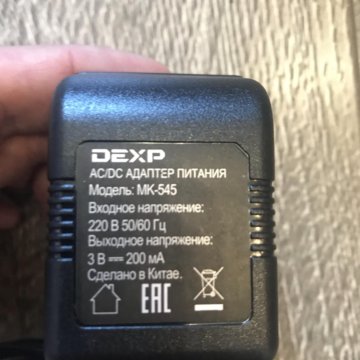 DEXP
AC/DC АДАПТЕР ПИТАНИЯ
Модель: MK-545
Входное напряжение:
220 В 50/60 Гц
Выходное напряжение:
3 В ⎓ 200 мА
Сделано в Китае.
EAC